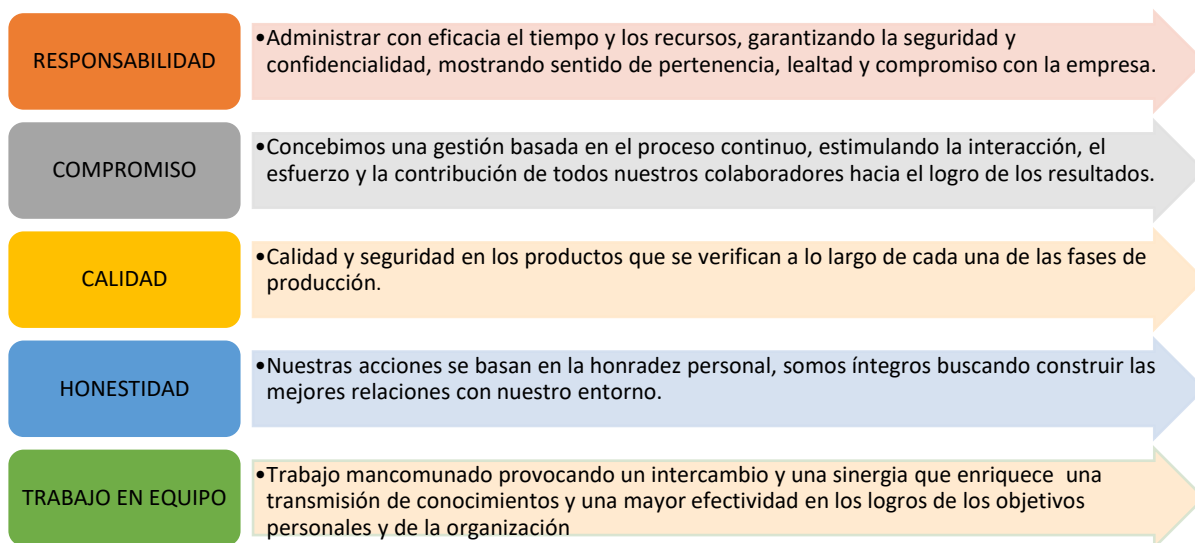 RESPONSABILIDAD
•Administrar con eficacia el tiempo y los recursos, garantizando la seguridad y
confidencialidad, mostrando sentido de pertenencia, lealtad y compromiso con la empresa.
COMPROMISO
•Concebimos una gestión basada en el proceso continuo, estimulando la interacción, el
esfuerzo y la contribución de todos nuestros colaboradores hacia el logro de los resultados.
CALIDAD
•Calidad y seguridad en los productos que se verifican a lo largo de cada una de las fases de
producción.
HONESTIDAD
•Nuestras acciones se basan en la honradez personal, somos íntegros buscando construir las
mejores relaciones con nuestro entorno.
TRABAJO EN EQUIPO
•Trabajo mancomunado provocando un intercambio y una sinergia que enriquece  una
transmisión de conocimientos y una mayor efectividad en los logros de los objetivos
personales y de la organización